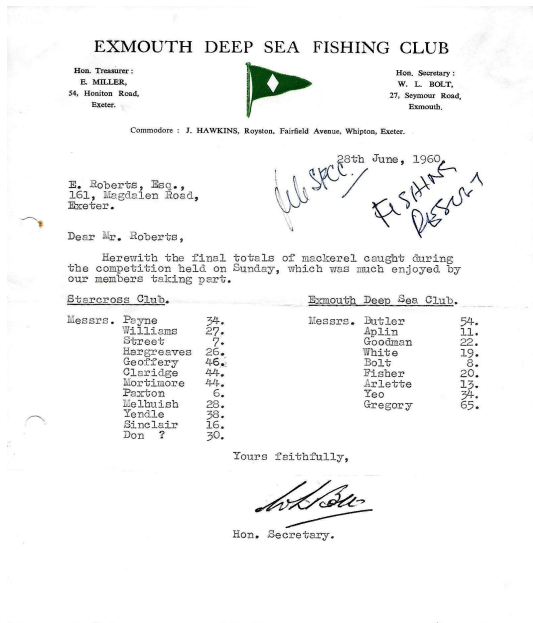 EXMOUTH DEEP SEA FISHING CLUB
Hon. Treasurer :
E. MILLER,
54, Honiton Road,
Exeter.
Hon. Secretary :
W. L. BOLT,
27, Seymour Road,
Exmouth.
Commodore : J. HAWKINS, Royston, Fairfield Avenue, Whipton, Exeter.
28th June, 1960.
SFCC.
FISHING
RESULT
E. Roberts, Esq.,
161, Magdalen Road,
Exeter.
Dear Mr. Roberts,
Herewith the final totals of mackerel caught during
the competition held on Sunday, which was much enjoyed by
our members taking part.
Starcross Club.
Messrs. Payne 34.
Williams 27.
Street 7.
Hargreaves 26.
Geoffery 46.
Claridge 44.
Mortimore 44.
Paxton 6.
Melbuish 28.
Yendle 38.
Sinclair 16.
Don ? 30.
Exmouth Deep Sea Club.
Messrs. Butler 54.
Aplin 11.
Goodman 22.
White 19.
Bolt 8.
Fisher 20.
Arlette 13.
Yeo 34.
Gregory 65.
Yours faithfully,
Hon. Secretary.